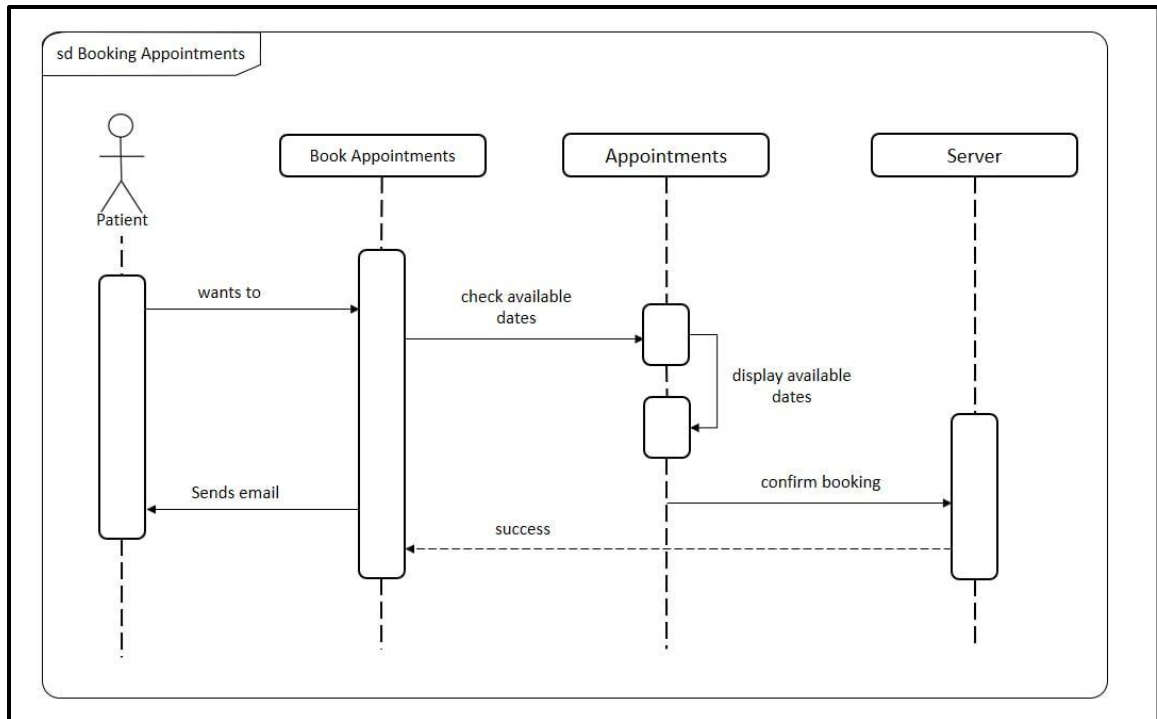 sd Booking Appointments
Patient
Book Appointments
Appointments
Server
wants to
check available
dates
display available
dates
confirm booking
Sends email
success